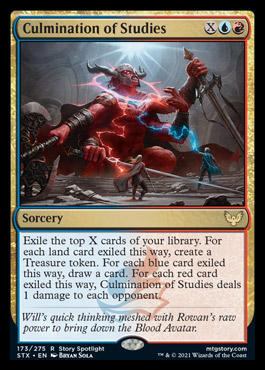 Culmination of Studies X
Sorcery
Exile the top X cards of your library. For
each land card exiled this way, create a
Treasure token. For each blue card exiled
this way, draw a card. For each red card
exiled this way, Culmination of Studies deals
1 damage to each opponent.
Will's quick thinking meshed with Rowan's raw
power to bring down the Blood Avatar.
173/275 R Story Spotlight mtgstory.com
STX • EN Bryan Sola ™ & © 2021 Wizards of the Coast